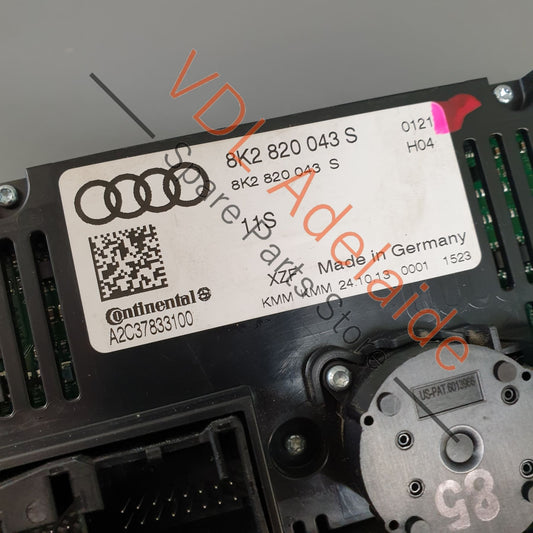 8K2 820 043 S
8K2 820 043 S
0121
H04
11S
XZF Made in Germany
KMM KMM 24.10.13 0001 1523
Continental
A2C37833100
US-PAT.6013956
85
VDL Adelaide
Spare Parts Store